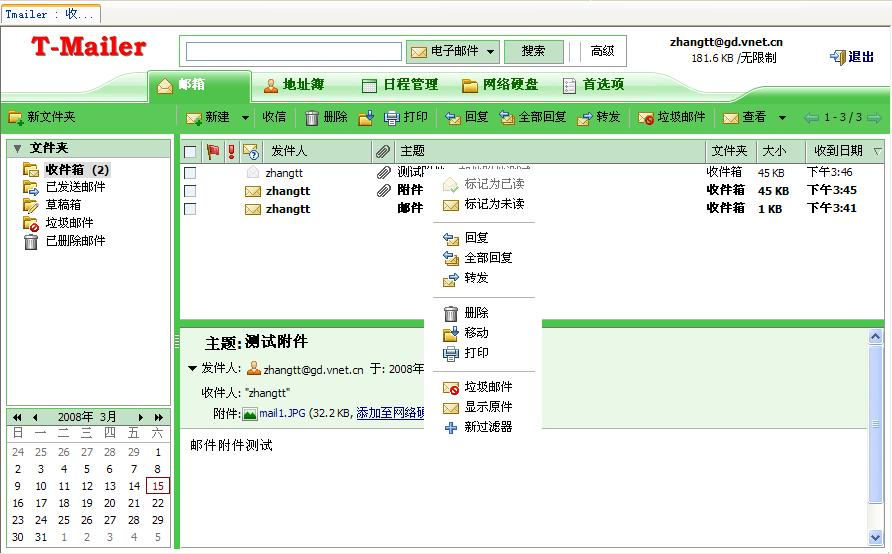 Tmailer : 收...
T-Mailer
电子邮件 搜索 高级
zhangtt@gd.vnet.cn
181.6 KB /无限制
退出
邮箱 地址簿 日程管理 网络硬盘 首选项
新文件夹 新建 收信 删除 打印 回复 全部回复 转发 垃圾邮件 查看 1 - 3 / 3
文件夹
收件箱 (2)
已发送邮件
草稿箱
垃圾邮件
已删除邮件
发件人 主题 文件夹 大小 收到日期
zhangtt 测试 收件箱 45 KB 下午3:46
zhangtt 附件 收件箱 45 KB 下午3:45
zhangtt 邮件 收件箱 1 KB 下午3:41
标记为已读
标记为未读
回复
全部回复
转发
删除
移动
打印
垃圾邮件
显示原件
新过滤器
主题: 测试附件
发件人: zhangtt@gd.vnet.cn 于: 2008年
收件人: "zhangtt"
附件: mail1.JPG (32.2 KB, 添加至网络硬
邮件附件测试
2008年 3月
日 一 二 三 四 五 六
24 25 26 27 28 29 1
2 3 4 5 6 7 8
9 10 11 12 13 14 15
16 17 18 19 20 21 22
23 24 25 26 27 28 29
30 31 1 2 3 4 5